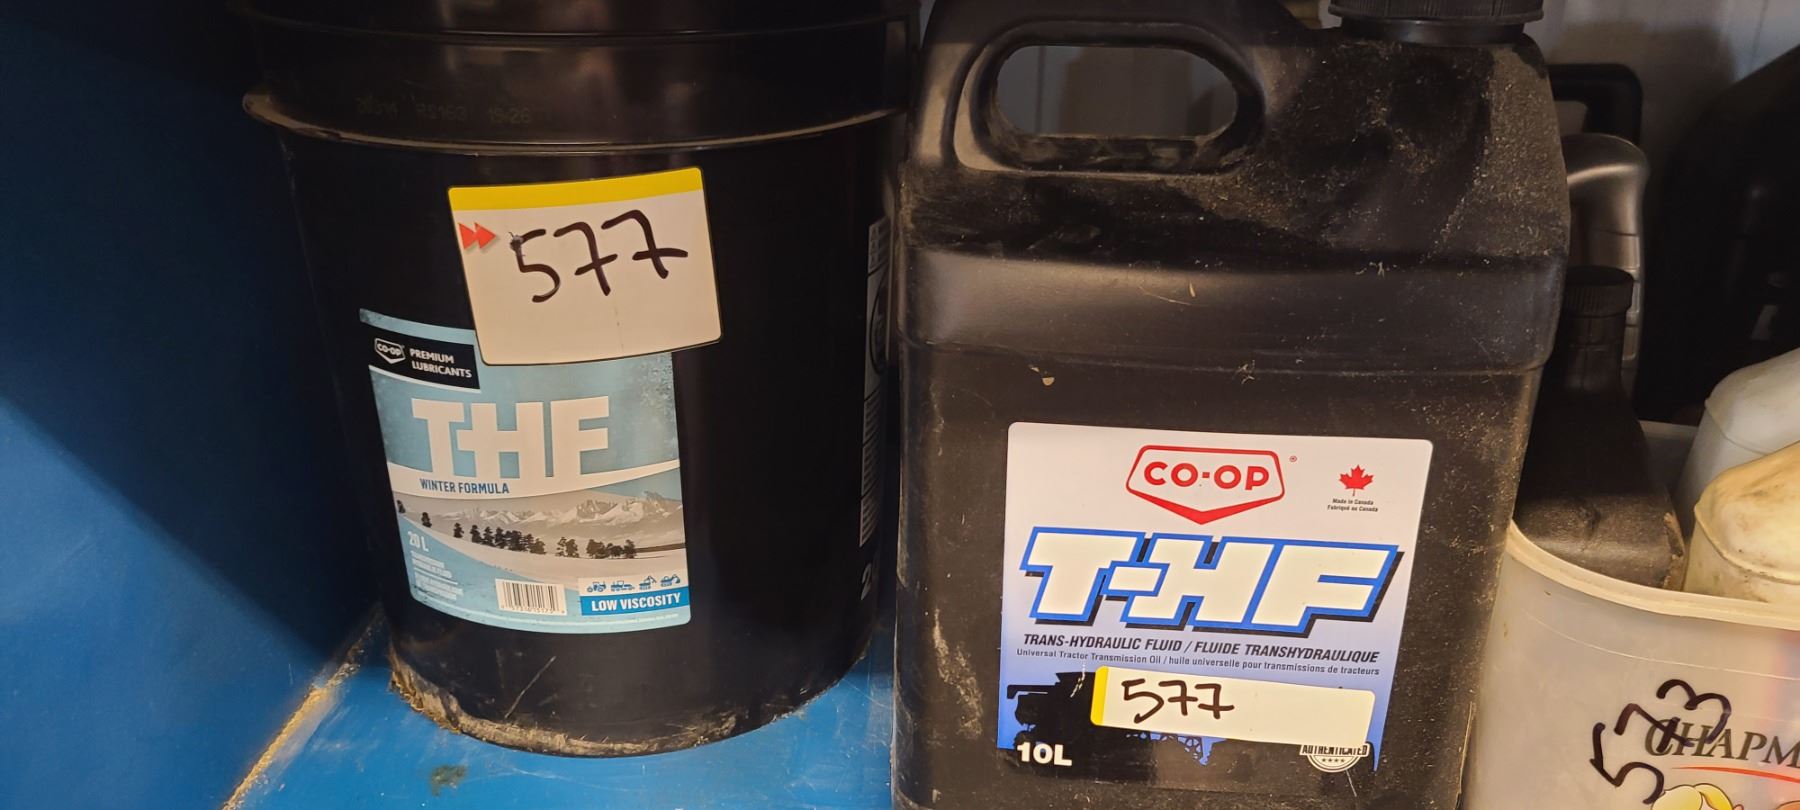 577
CO-OP PREMIUM
LUBRICANTS
THF
WINTER FORMULA
20 L
LOW VISCOSITY
CO-OP®
Made in Canada
Fabriqué au Canada
T-HF
TRANS-HYDRAULIC FLUID / FLUIDE TRANSHYDRAULIQUE
Universal Tractor Transmission Oil / huile universelle pour transmissions de tracteurs
577
10L
AUTHENTICATED
573